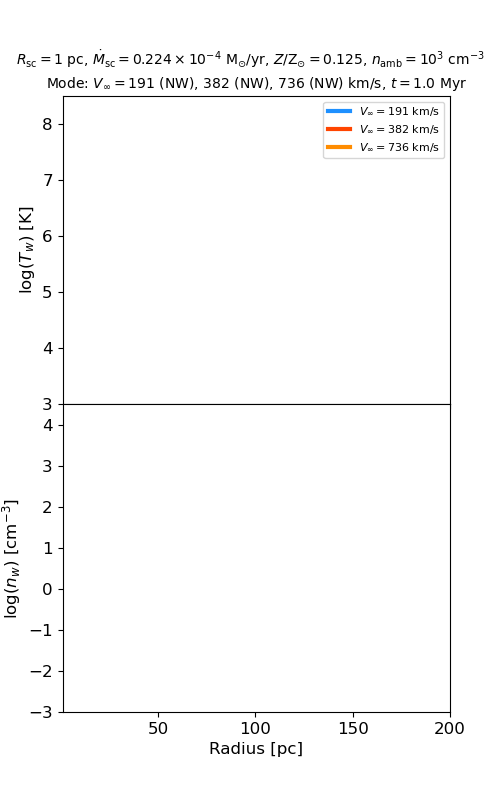 R_sc = 1 pc, Ṁ_sc = 0.224 × 10⁻⁴ M_⊙/yr, Z/Z_⊙ = 0.125, n_amb = 10³ cm⁻³
Mode: V_∞ = 191 (NW), 382 (NW), 736 (NW) km/s, t = 1.0 Myr
V_∞ = 191 km/s
V_∞ = 382 km/s
V_∞ = 736 km/s
log(T_w) [K]
8
7
6
5
4
3
log(n_w) [cm⁻³]
4
3
2
1
0
−1
−2
−3
50 100 150 200
Radius [pc]